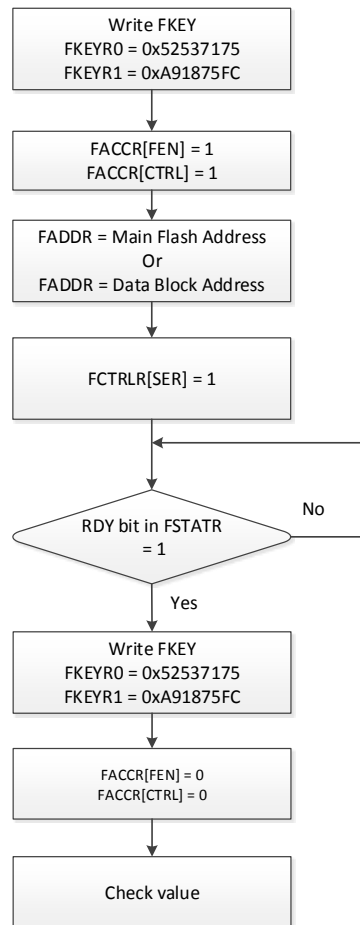 Write FKEY
FKEYR0 = 0x52537175
FKEYR1 = 0xA91875FC
FACCR[FEN] = 1
FACCR[CTRL] = 1
FADDR = Main Flash Address
Or
FADDR = Data Block Address
FCTRLR[SER] = 1
RDY bit in FSTATR
= 1
No
Yes
Write FKEY
FKEYR0 = 0x52537175
FKEYR1 = 0xA91875FC
FACCR[FEN] = 0
FACCR[CTRL] = 0
Check value